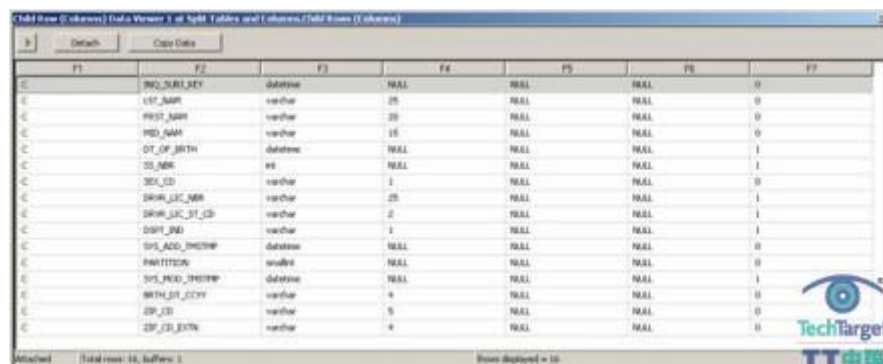 Child Row (Columns) Data Viewer 1 at Split Tables and Columns.Child Rows (Columns)
Detach Copy Data
F1 F2 F3 F4 F5 F6 F7
C INQ_SUBJ_KEY datetime NULL NULL NULL 0
C LST_NAM varchar 25 NULL NULL 0
C FRST_NAM varchar 20 NULL NULL 0
C MID_NAM varchar 15 NULL NULL 0
C DT_OF_BRTH datetime NULL NULL NULL 1
C SS_NBR int NULL NULL NULL 1
C SEX_CD varchar 1 NULL NULL 0
C DRVR_LIC_NBR varchar 25 NULL NULL 1
C DRVR_LIC_ST_CD varchar 2 NULL NULL 1
C DSPT_IND varchar 1 NULL NULL 1
C SYS_ADD_TMSTMP datetime NULL NULL NULL 0
C PARTITION smallint NULL NULL NULL 0
C SYS_MOD_TMSTMP datetime NULL NULL NULL 1
C BRTH_DT_CCYY varchar 4 NULL NULL 0
C ZIP_CD varchar 5 NULL NULL 0
C ZIP_CD_EXTN varchar 4 NULL NULL 0
TechTarget
Attached Total rows: 16, buffers: 1 Rows displayed = 16